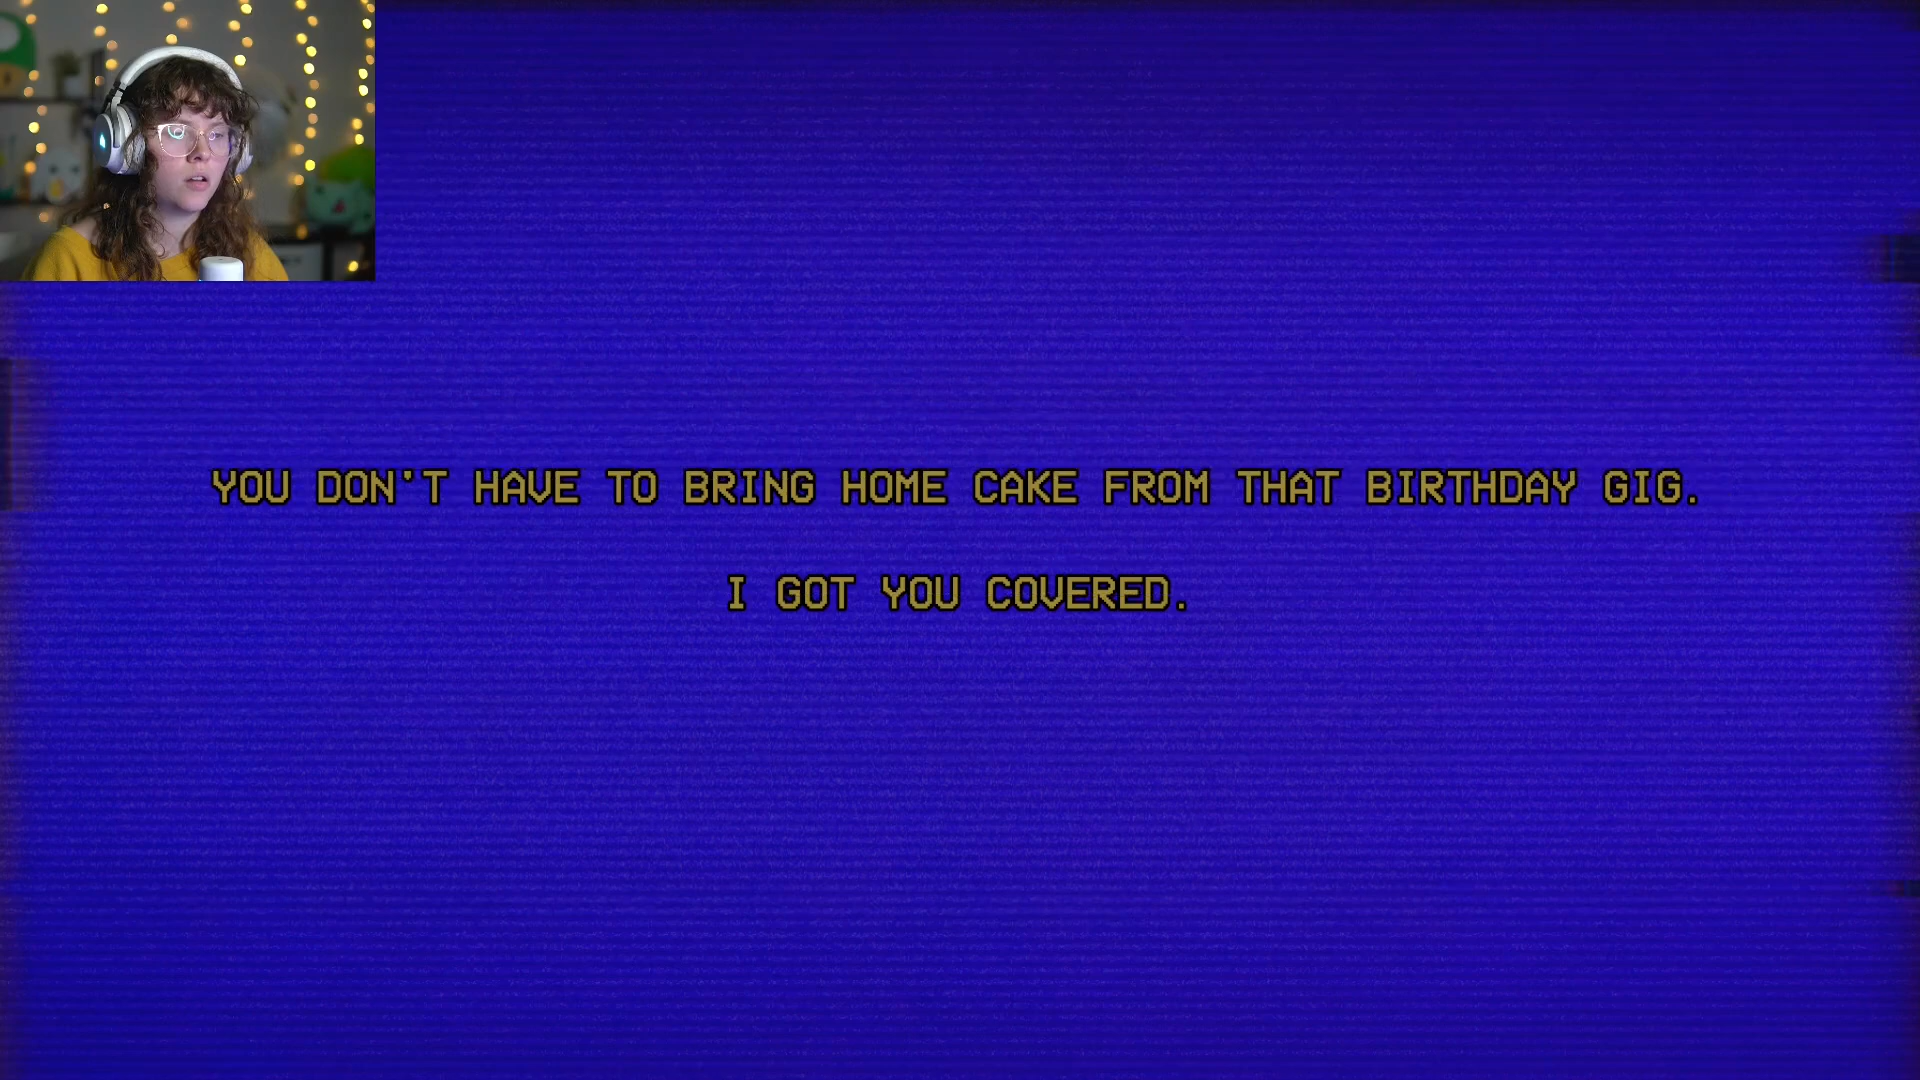 YOU DON'T HAVE TO BRING HOME CAKE FROM THAT BIRTHDAY GIG.
I GOT YOU COVERED.